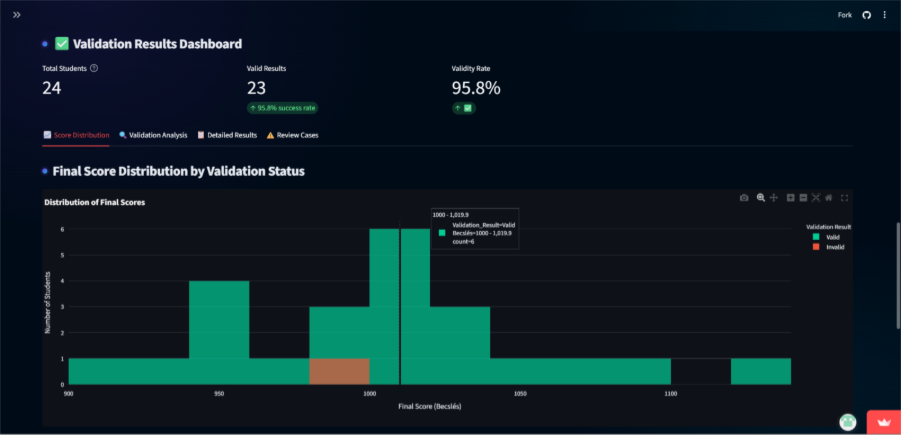 Fork
Validation Results Dashboard
Total Students
24
Valid Results
23
↑ 95.8% success rate
Validity Rate
95.8%
↑
Score Distribution
Validation Analysis
Detailed Results
Review Cases
Final Score Distribution by Validation Status
Distribution of Final Scores
1000 - 1,019.9
Validation_Result=Valid
Becslés=1000 - 1,019.9
count=6
Validation Result
Valid
Invalid
Number of Students
6
5
4
3
2
1
0
900
950
1000
1050
1100
Final Score (Becslés)